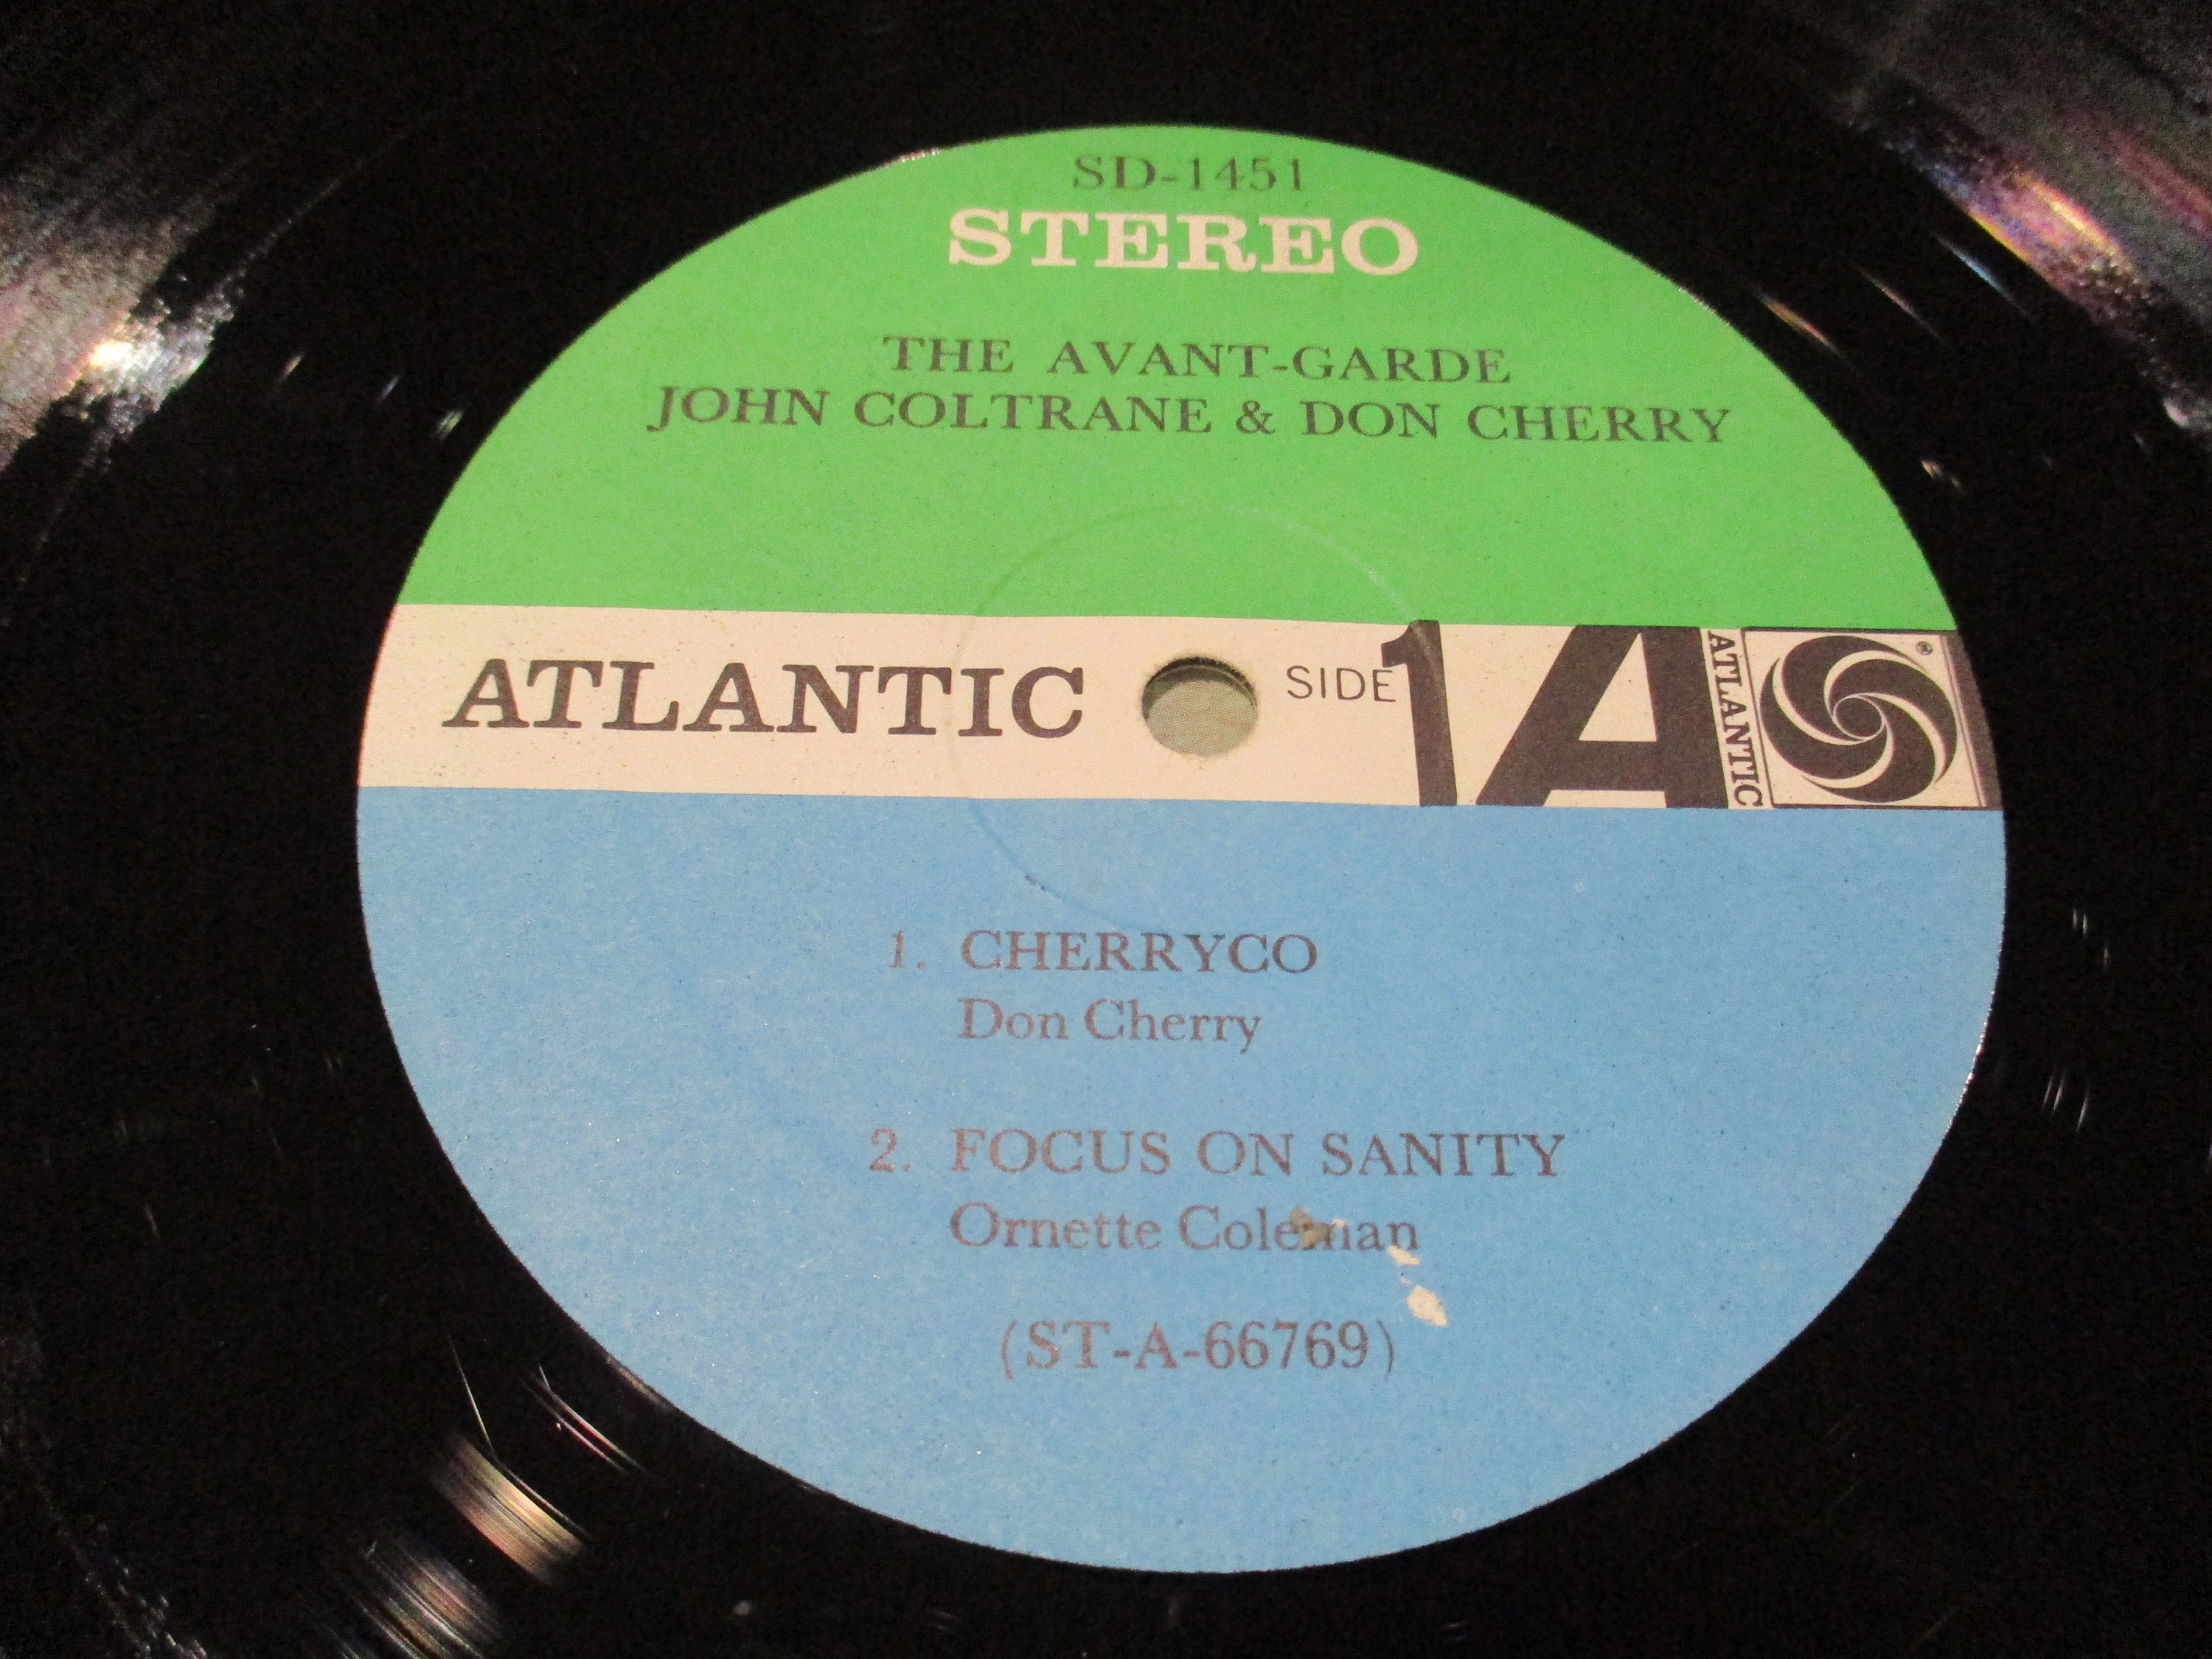 SD-1451
STEREO
THE AVANT-GARDE
JOHN COLTRANE & DON CHERRY
ATLANTIC SIDE 1 A ATLANTIC ®
1. CHERRYCO
Don Cherry
2. FOCUS ON SANITY
Ornette Coleman
(ST-A-66769)